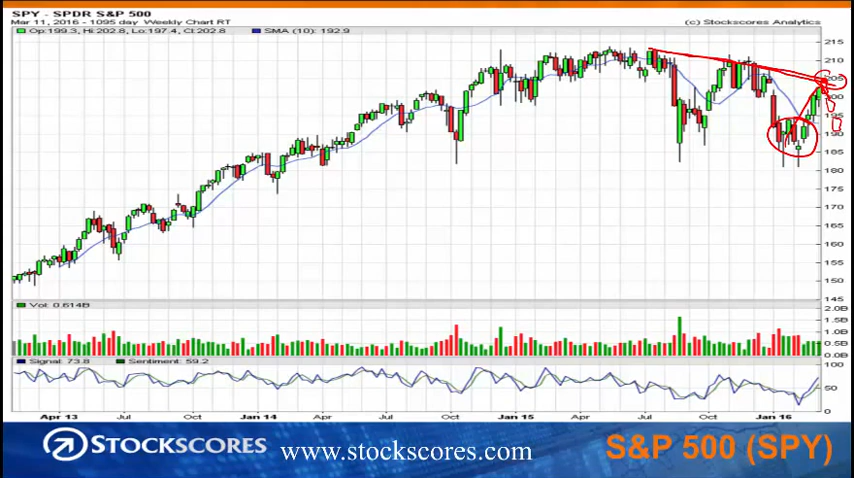 SPY - SPDR S&P 500
Mar 11, 2016 - 1095 day Weekly Chart RT
(c) Stockscores Analytics
Op:199.3, Hi:202.8, Lo:197.4, Cl:202.8
SMA (10): 192.9
215
210
205
200
195
190
185
180
175
170
165
160
155
150
145
Vol: 0.614B
2.0B
1.5B
1.0B
0.5B
0.0B
Signal: 73.8
Sentiment: 59.2
100
50
0
Apr 13 Jul Oct Jan 14 Apr Jul Oct Jan 15 Apr Jul Oct Jan 16
STOCKSCORES www.stockscores.com S&P 500 (SPY)